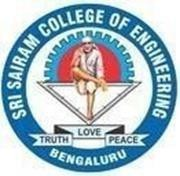 SRI SAIRAM COLLEGE OF ENGINEERING
LOVE
TRUTH PEACE
BENGALURU